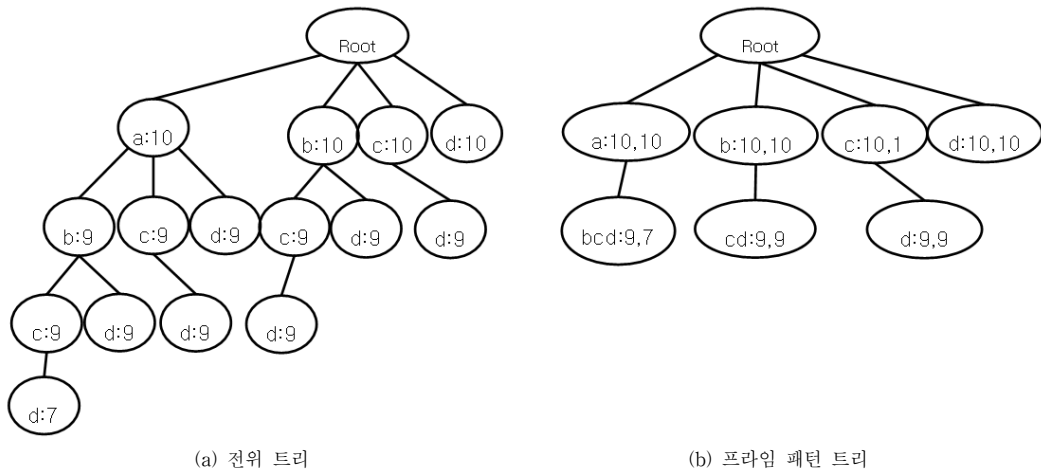 Root
a:10
b:10
c:10
d:10
b:9
c:9
d:9
c:9
d:9
d:9
c:9
d:9
d:9
d:9
d:7
(a) 전위 트리
Root
a:10,10
b:10,10
c:10,1
d:10,10
bcd:9,7
cd:9,9
d:9,9
(b) 프라임 패턴 트리